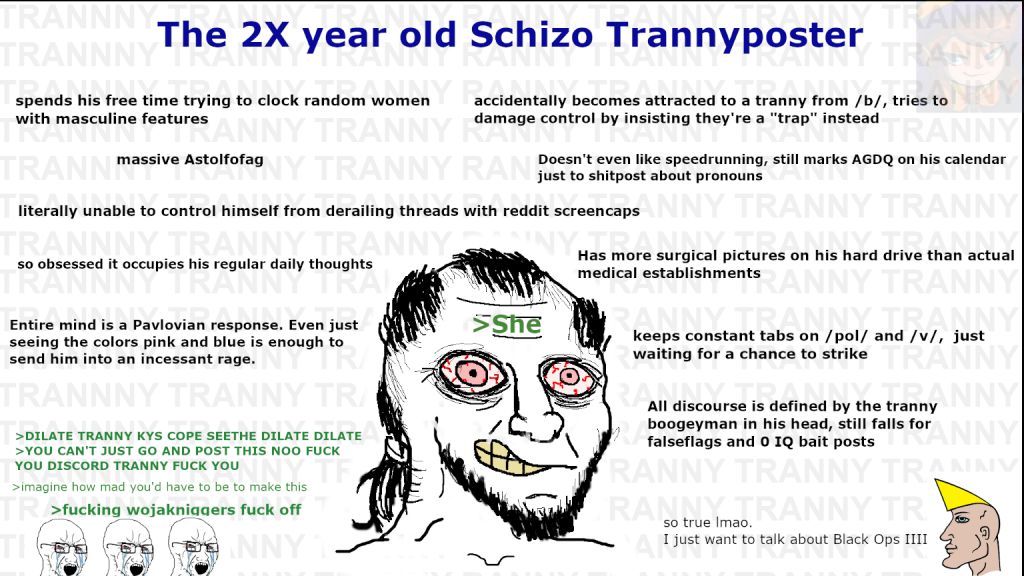 The 2X year old Schizo Trannyposter
spends his free time trying to clock random women
with masculine features
accidentally becomes attracted to a tranny from /b/, tries to
damage control by insisting they're a "trap" instead
massive Astolfofag
Doesn't even like speedrunning, still marks AGDQ on his calendar
just to shitpost about pronouns
literally unable to control himself from derailing threads with reddit screencaps
so obsessed it occupies his regular daily thoughts
Has more surgical pictures on his hard drive than actual
medical establishments
>She
Entire mind is a Pavlovian response. Even just
seeing the colors pink and blue is enough to
send him into an incessant rage.
keeps constant tabs on /pol/ and /v/,  just
waiting for a chance to strike
All discourse is defined by the tranny
boogeyman in his head, still falls for
falseflags and 0 IQ bait posts
>DILATE TRANNY KYS COPE SEETHE DILATE DILATE
>YOU CAN'T JUST GO AND POST THIS NOO FUCK
YOU DISCORD TRANNY FUCK YOU
>imagine how mad you'd have to be to make this
>fucking wojakniggers fuck off
so true lmao.
I just want to talk about Black Ops IIII